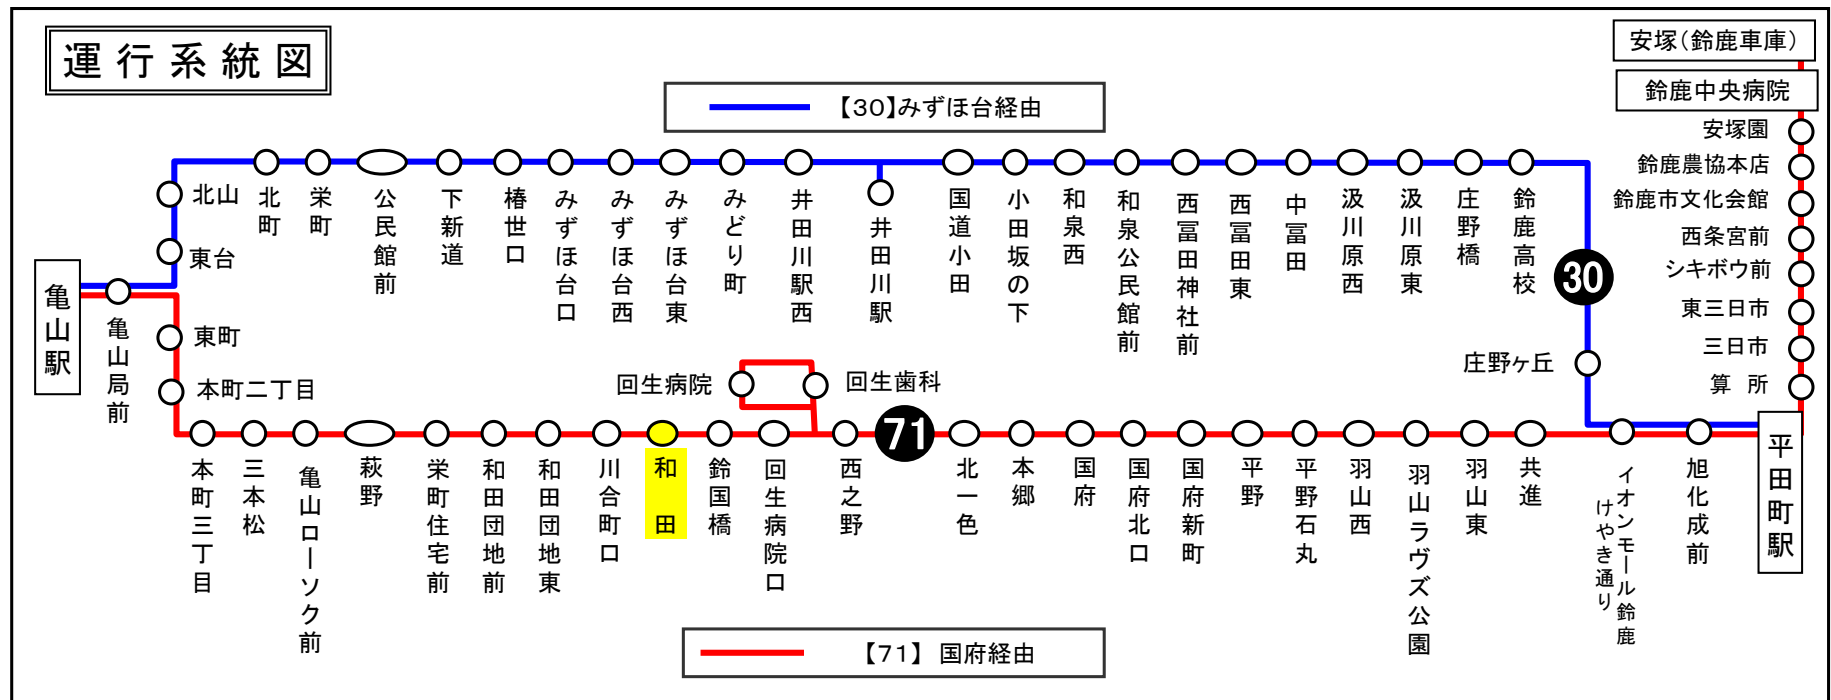 運行系統図
【30】みずほ台経由
安塚(鈴鹿車庫)
鈴鹿中央病院
安塚園
鈴鹿農協本店
鈴鹿市文化会館
西条宮前
シキボウ前
東三日市
三日市
算所
平田町駅
亀山駅
亀山局前
東台
北山
北町
栄町
公民館前
下新道
椿世口
みずほ台口
みずほ台西
みずほ台東
みどり町
井田川駅西
井田川駅
国道小田
小田坂の下
和泉西
和泉公民館前
西冨田神社前
西冨田東
中冨田
汲川原西
汲川原東
庄野橋
鈴鹿高校
30
庄野ヶ丘
東町
本町二丁目
本町三丁目
三本松
亀山ローソク前
萩野
栄町住宅前
和田団地前
和田団地東
川合町口
和田
鈴国橋
回生病院口
回生病院
回生歯科
西之野
71
北一色
本郷
国府
国府北口
国府新町
平野
平野石丸
羽山西
羽山ラヴズ公園
羽山東
共進
イオンモール鈴鹿
けやき通り
旭化成前
【71】国府経由